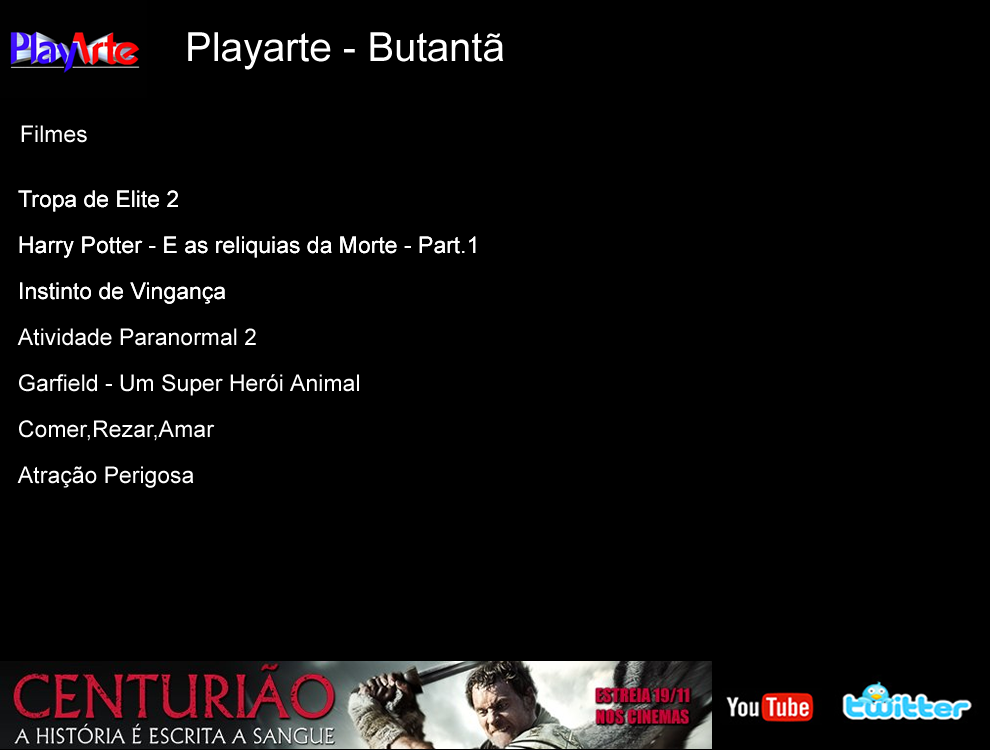 PlayArte
Playarte - Butantã
Filmes
Tropa de Elite 2
Harry Potter - E as reliquias da Morte - Part.1
Instinto de Vingança
Atividade Paranormal 2
Garfield - Um Super Herói Animal
Comer,Rezar,Amar
Atração Perigosa
CENTURIÃO
A HISTÓRIA É ESCRITA A SANGUE
ESTREIA 19/11
NOS CINEMAS
YouTube
twitter